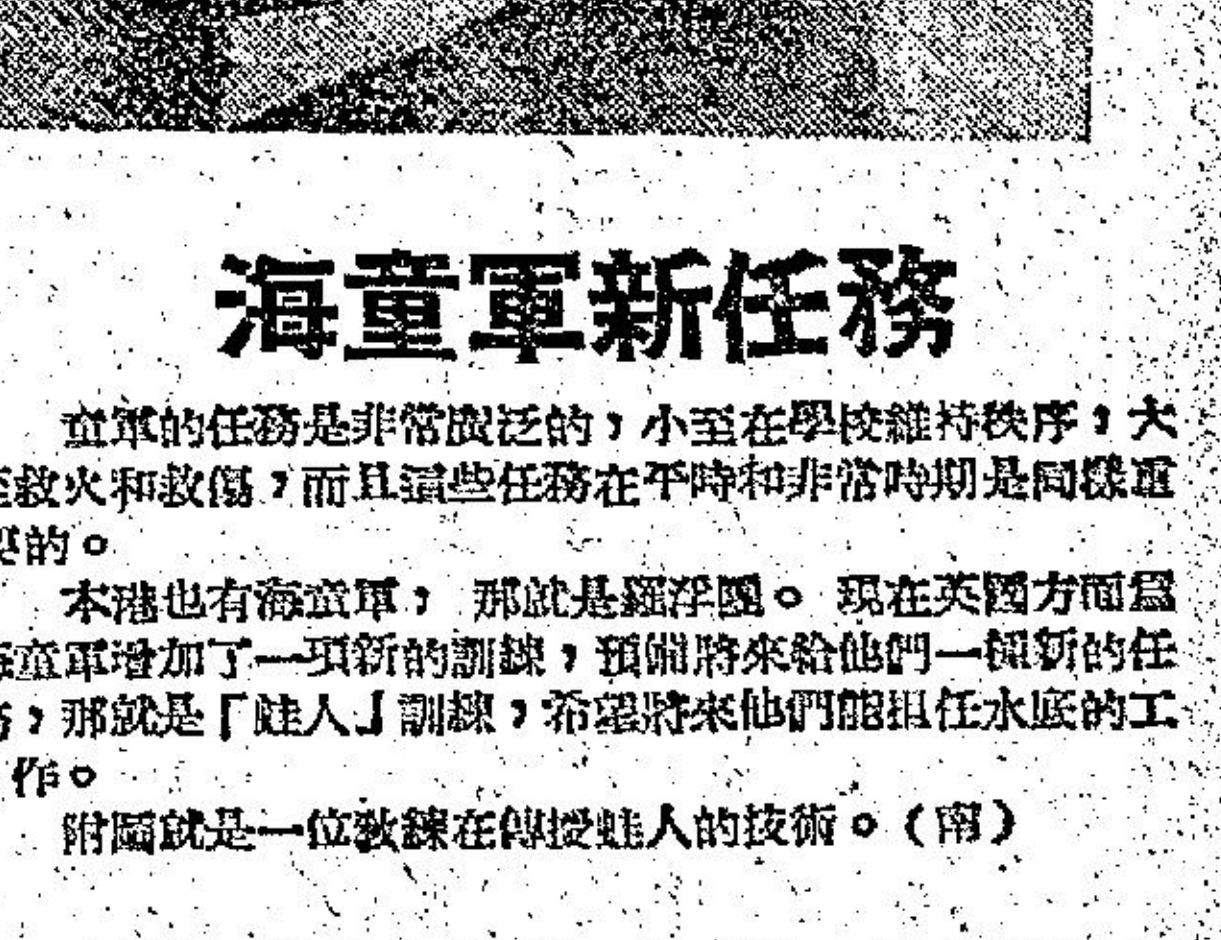 海童軍新任務
童軍的任務是非常廣泛的，小至在學校維持秩序，大
至救火和救傷，而且這些任務在平時和非常時期是同樣重
要的。
本港也有海童軍，那就是羅浮團。現在英國方面爲
海童軍增加了一項新的訓練，預備將來給他們一種新的任
務，那就是「蛙人」訓練，希望將來他們能担任水底的工
作。
附圖就是一位教練在傳授蛙人的技術。（南）